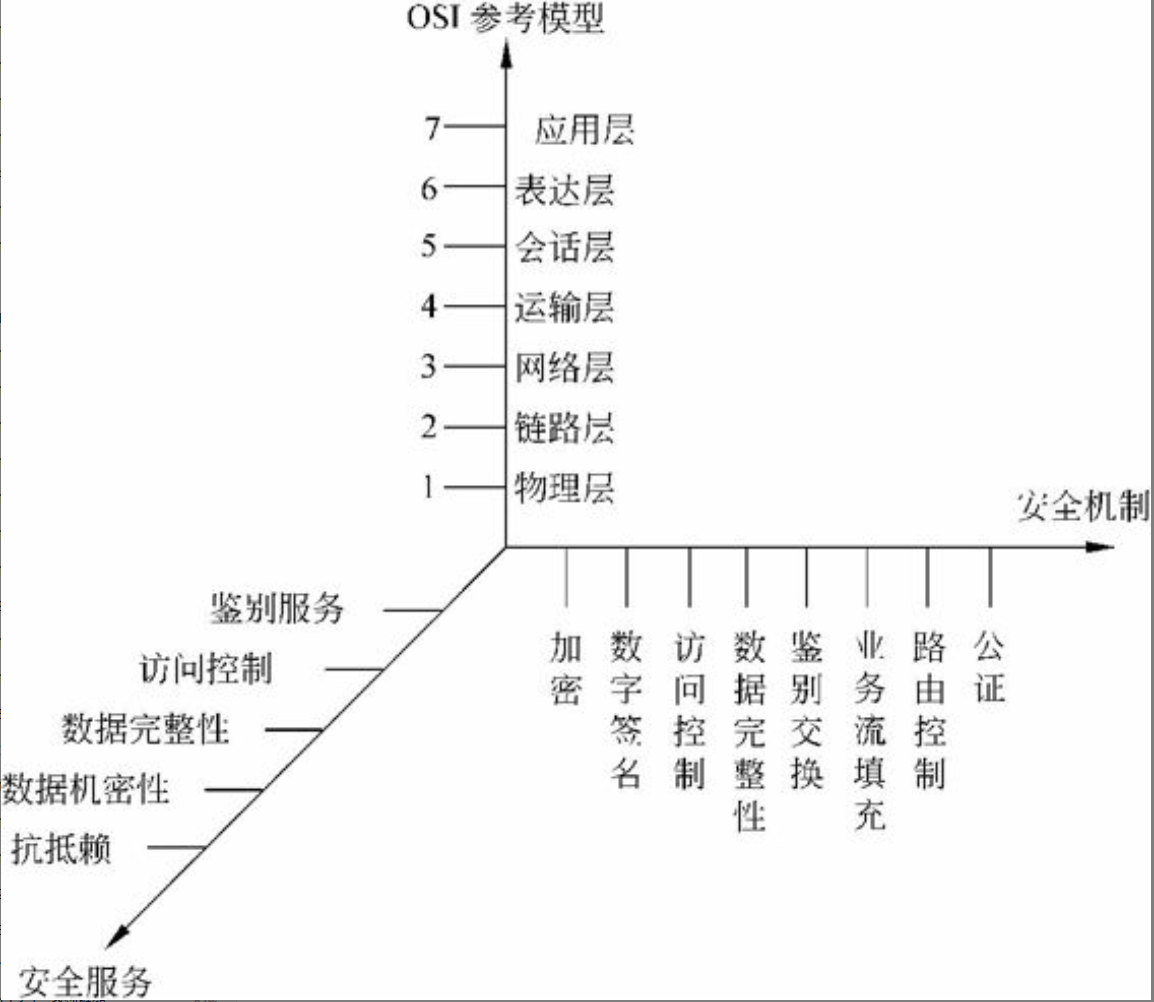 OSI 参考模型
7 应用层
6 表达层
5 会话层
4 运输层
3 网络层
2 链路层
1 物理层
安全机制
加密
数字签名
访问控制
数据完整性
鉴别交换
业务流填充
路由控制
公证
鉴别服务
访问控制
数据完整性
数据机密性
抗抵赖
安全服务